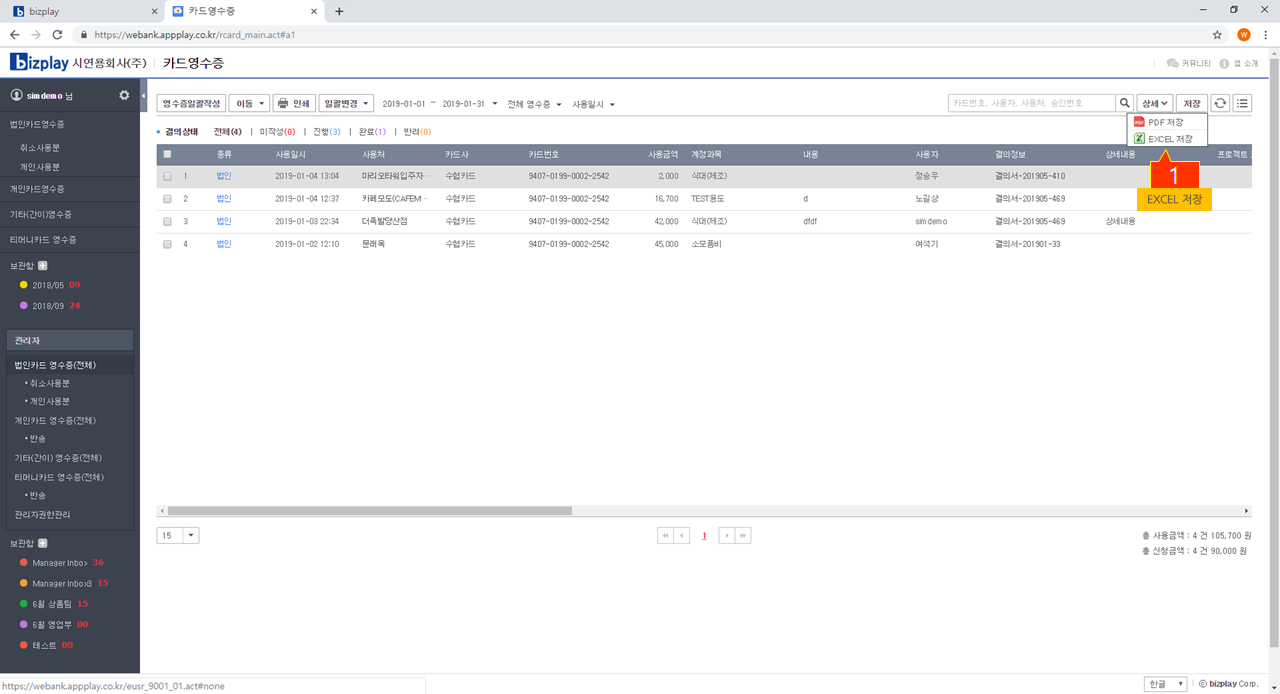 bizplay
카드영수증
https://webank.appplay.co.kr/rcard_main.act#a1
W
bizplay 시연용회사(주) 카드영수증
커뮤니티 앱 소개
simdemo 님
법인카드영수증
취소사용분
개인사용분
개인카드영수증
기타(간이)영수증
티머니카드 영수증
보관함
2018/05 09
2018/09 24
관리자
법인카드 영수증(전체)
취소사용분
개인사용분
개인카드 영수증(전체)
반송
기타(간이) 영수증(전체)
티머니카드 영수증(전체)
반송
관리자권한관리
보관함
Manager Inbox 36
Manager Inbox3 15
6월 상품팀 15
6월 영업부 00
테스트 00
영수증일괄작성 이동 인쇄 일괄변경 2019-01-01 ~ 2019-01-31 전체 영수증 사용일시
카드번호, 사용자, 사용처, 승인번호 상세 저장
PDF 저장
EXCEL 저장
1
EXCEL 저장
결의상태 전체(4) | 미작성(0) | 진행(3) | 완료(1) | 반려(0)
종류 사용일시 사용처 카드사 카드번호 사용금액 계정과목 내용 사용자 결의정보 상세내용 프로젝트
1 법인 2019-01-04 13:04 마리오타워입주자… 수협카드 9407-0199-0002-2542 2,000 식대(제조) 정승우 결의서-201905-410
2 법인 2019-01-04 12:37 카페모도(CAFEM… 수협카드 9407-0199-0002-2542 16,700 TEST용도 d 노길상 결의서-201905-469
3 법인 2019-01-03 22:34 더족발당산점 수협카드 9407-0199-0002-2542 42,000 식대(제조) dfdf simdemo 결의서-201905-469 상세내용
4 법인 2019-01-02 12:10 문래옥 수협카드 9407-0199-0002-2542 45,000 소모품비 여석기 결의서-201901-33
15
1
총 사용금액 : 4 건 105,700 원
총 신청금액 : 4 건 90,000 원
https://webank.appplay.co.kr/eusr_9001_01.act#none
한글 © bizplay Corp.